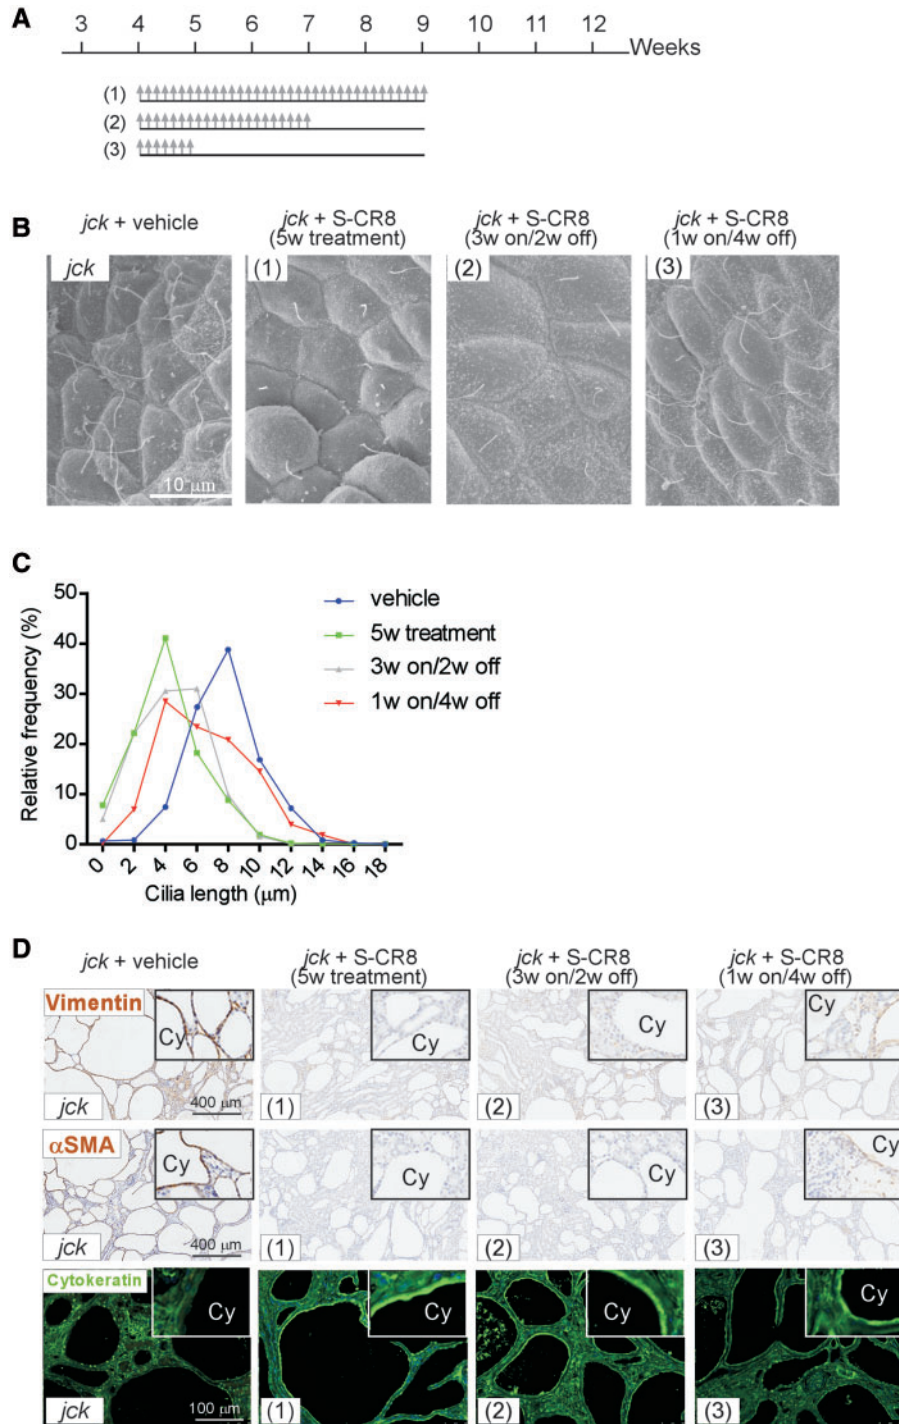 A
3 4 5 6 7 8 9 10 11 12 Weeks
(1)
(2)
(3)
B
jck + vehicle
jck + S-CR8
(5w treatment)
jck + S-CR8
(3w on/2w off)
jck + S-CR8
(1w on/4w off)
jck
(1)
(2)
(3)
10 μm
C
Relative frequency (%)
50
40
30
20
10
0
0 2 4 6 8 10 12 14 16 18
Cilia length (μm)
vehicle
5w treatment
3w on/2w off
1w on/4w off
D
jck + vehicle
jck + S-CR8
(5w treatment)
jck + S-CR8
(3w on/2w off)
jck + S-CR8
(1w on/4w off)
Vimentin
Cy
Cy
Cy
Cy
jck
400 μm
(1)
(2)
(3)
αSMA
Cy
Cy
Cy
Cy
jck
400 μm
(1)
(2)
(3)
Cytokeratin
Cy
Cy
Cy
Cy
jck
100 μm
(1)
(2)
(3)